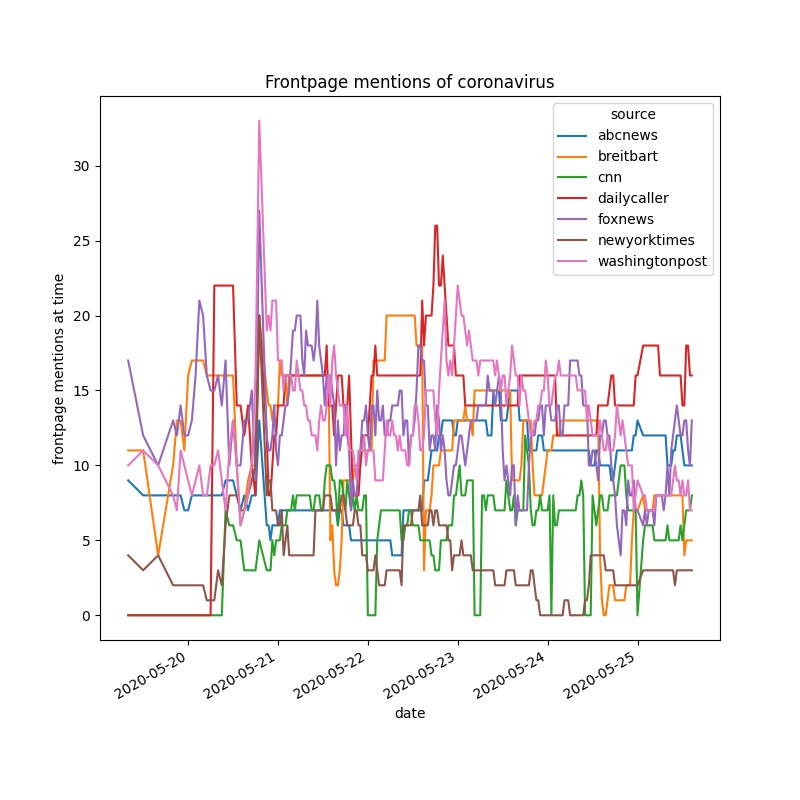 Frontpage mentions of coronavirus
source
abcnews
breitbart
cnn
dailycaller
foxnews
newyorktimes
washingtonpost
frontpage mentions at time
30
25
20
15
10
5
0
2020-05-20
2020-05-21
2020-05-22
2020-05-23
2020-05-24
2020-05-25
date